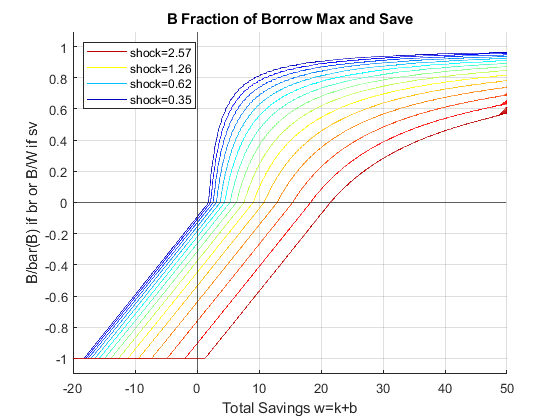 B Fraction of Borrow Max and Save
shock=2.57
shock=1.26
shock=0.62
shock=0.35
B/bar(B) if br or B/W if sv
1
0.8
0.6
0.4
0.2
0
-0.2
-0.4
-0.6
-0.8
-1
-20
-10
0
10
20
30
40
50
Total Savings w=k+b